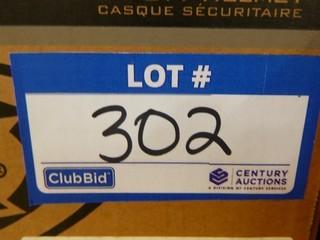 CASQUE SÉCURITAIRE
LOT #
302
ClubBid
CENTURY
AUCTIONS
A DIVISION OF CENTURY SERVICES